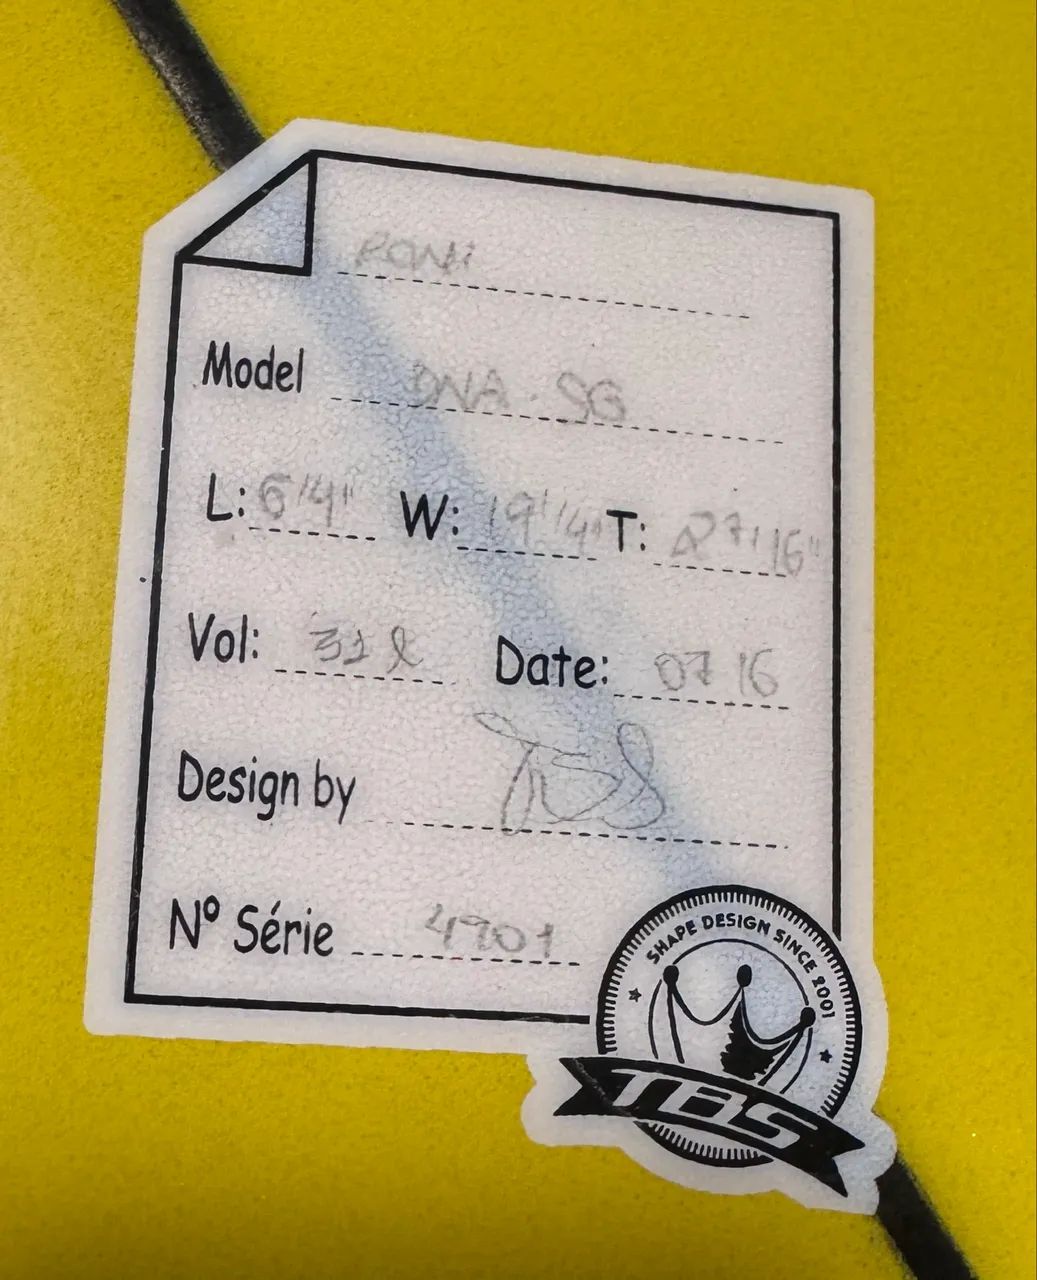 RONi
Model DNA . SG
L: 6'4" W: 19"1/4" T: 2 7/16"
Vol: 31 l Date: 07 16
Design by
Nº Série 4901
SHAPE DESIGN SINCE 2001
TBS